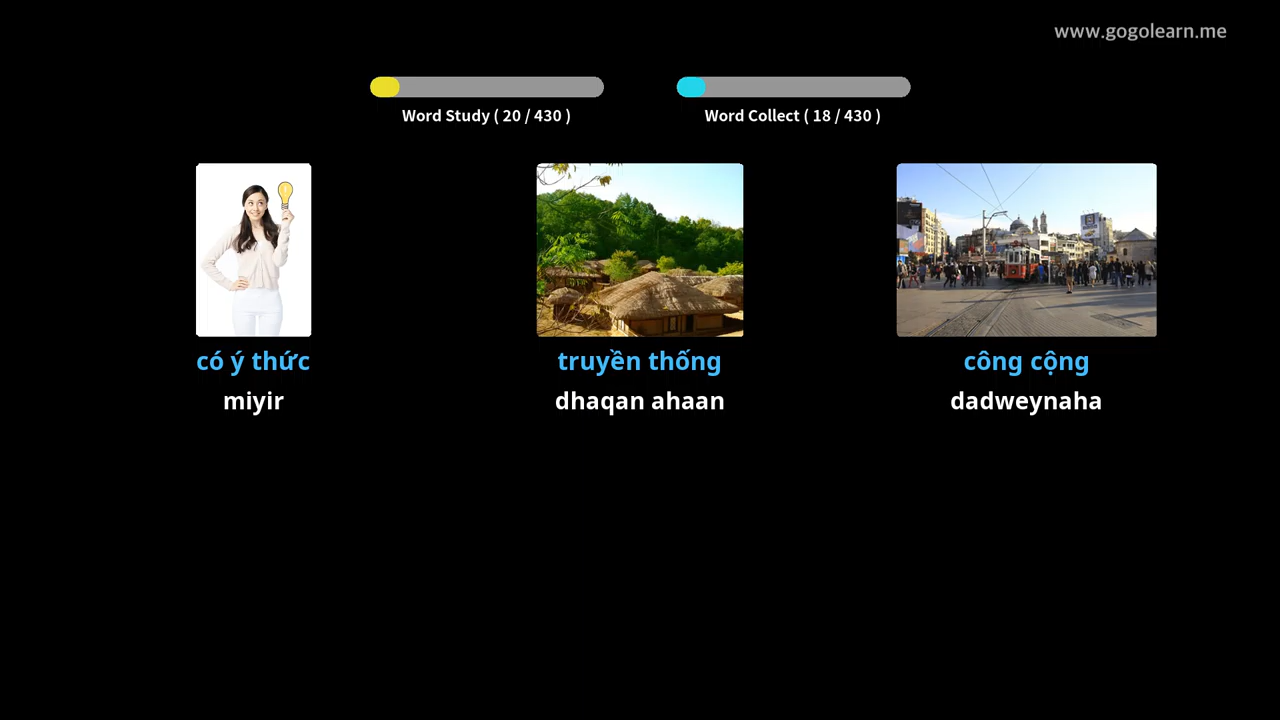 www.gogolearn.me
Word Study ( 20 / 430 )
Word Collect ( 18 / 430 )
có ý thức
truyền thống
công cộng
miyir
dhaqan ahaan
dadweynaha